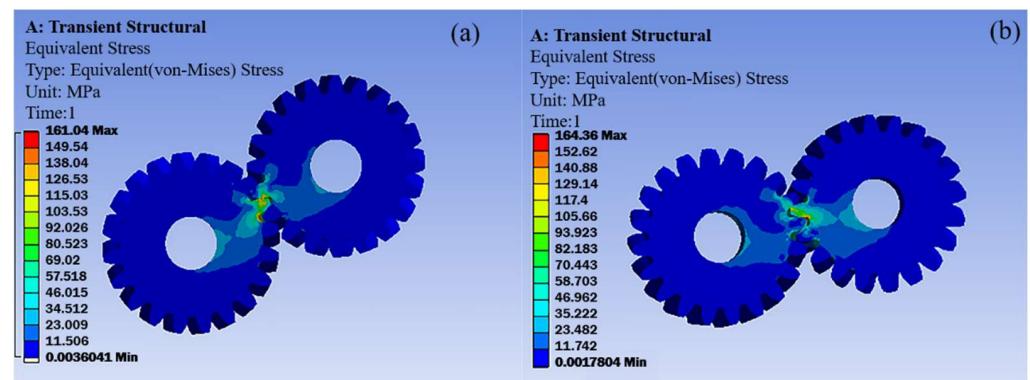 A: Transient Structural
Equivalent Stress
Type: Equivalent(von-Mises) Stress
Unit: MPa
Time:1
161.04 Max
149.54
138.04
126.53
115.03
103.53
92.026
80.523
69.02
57.518
46.015
34.512
23.009
11.506
0.0036041 Min
(a)
A: Transient Structural
Equivalent Stress
Type: Equivalent(von-Mises) Stress
Unit: MPa
Time:1
164.36 Max
152.62
140.88
129.14
117.4
105.66
93.923
82.183
70.443
58.703
46.962
35.222
23.482
11.742
0.0017804 Min
(b)